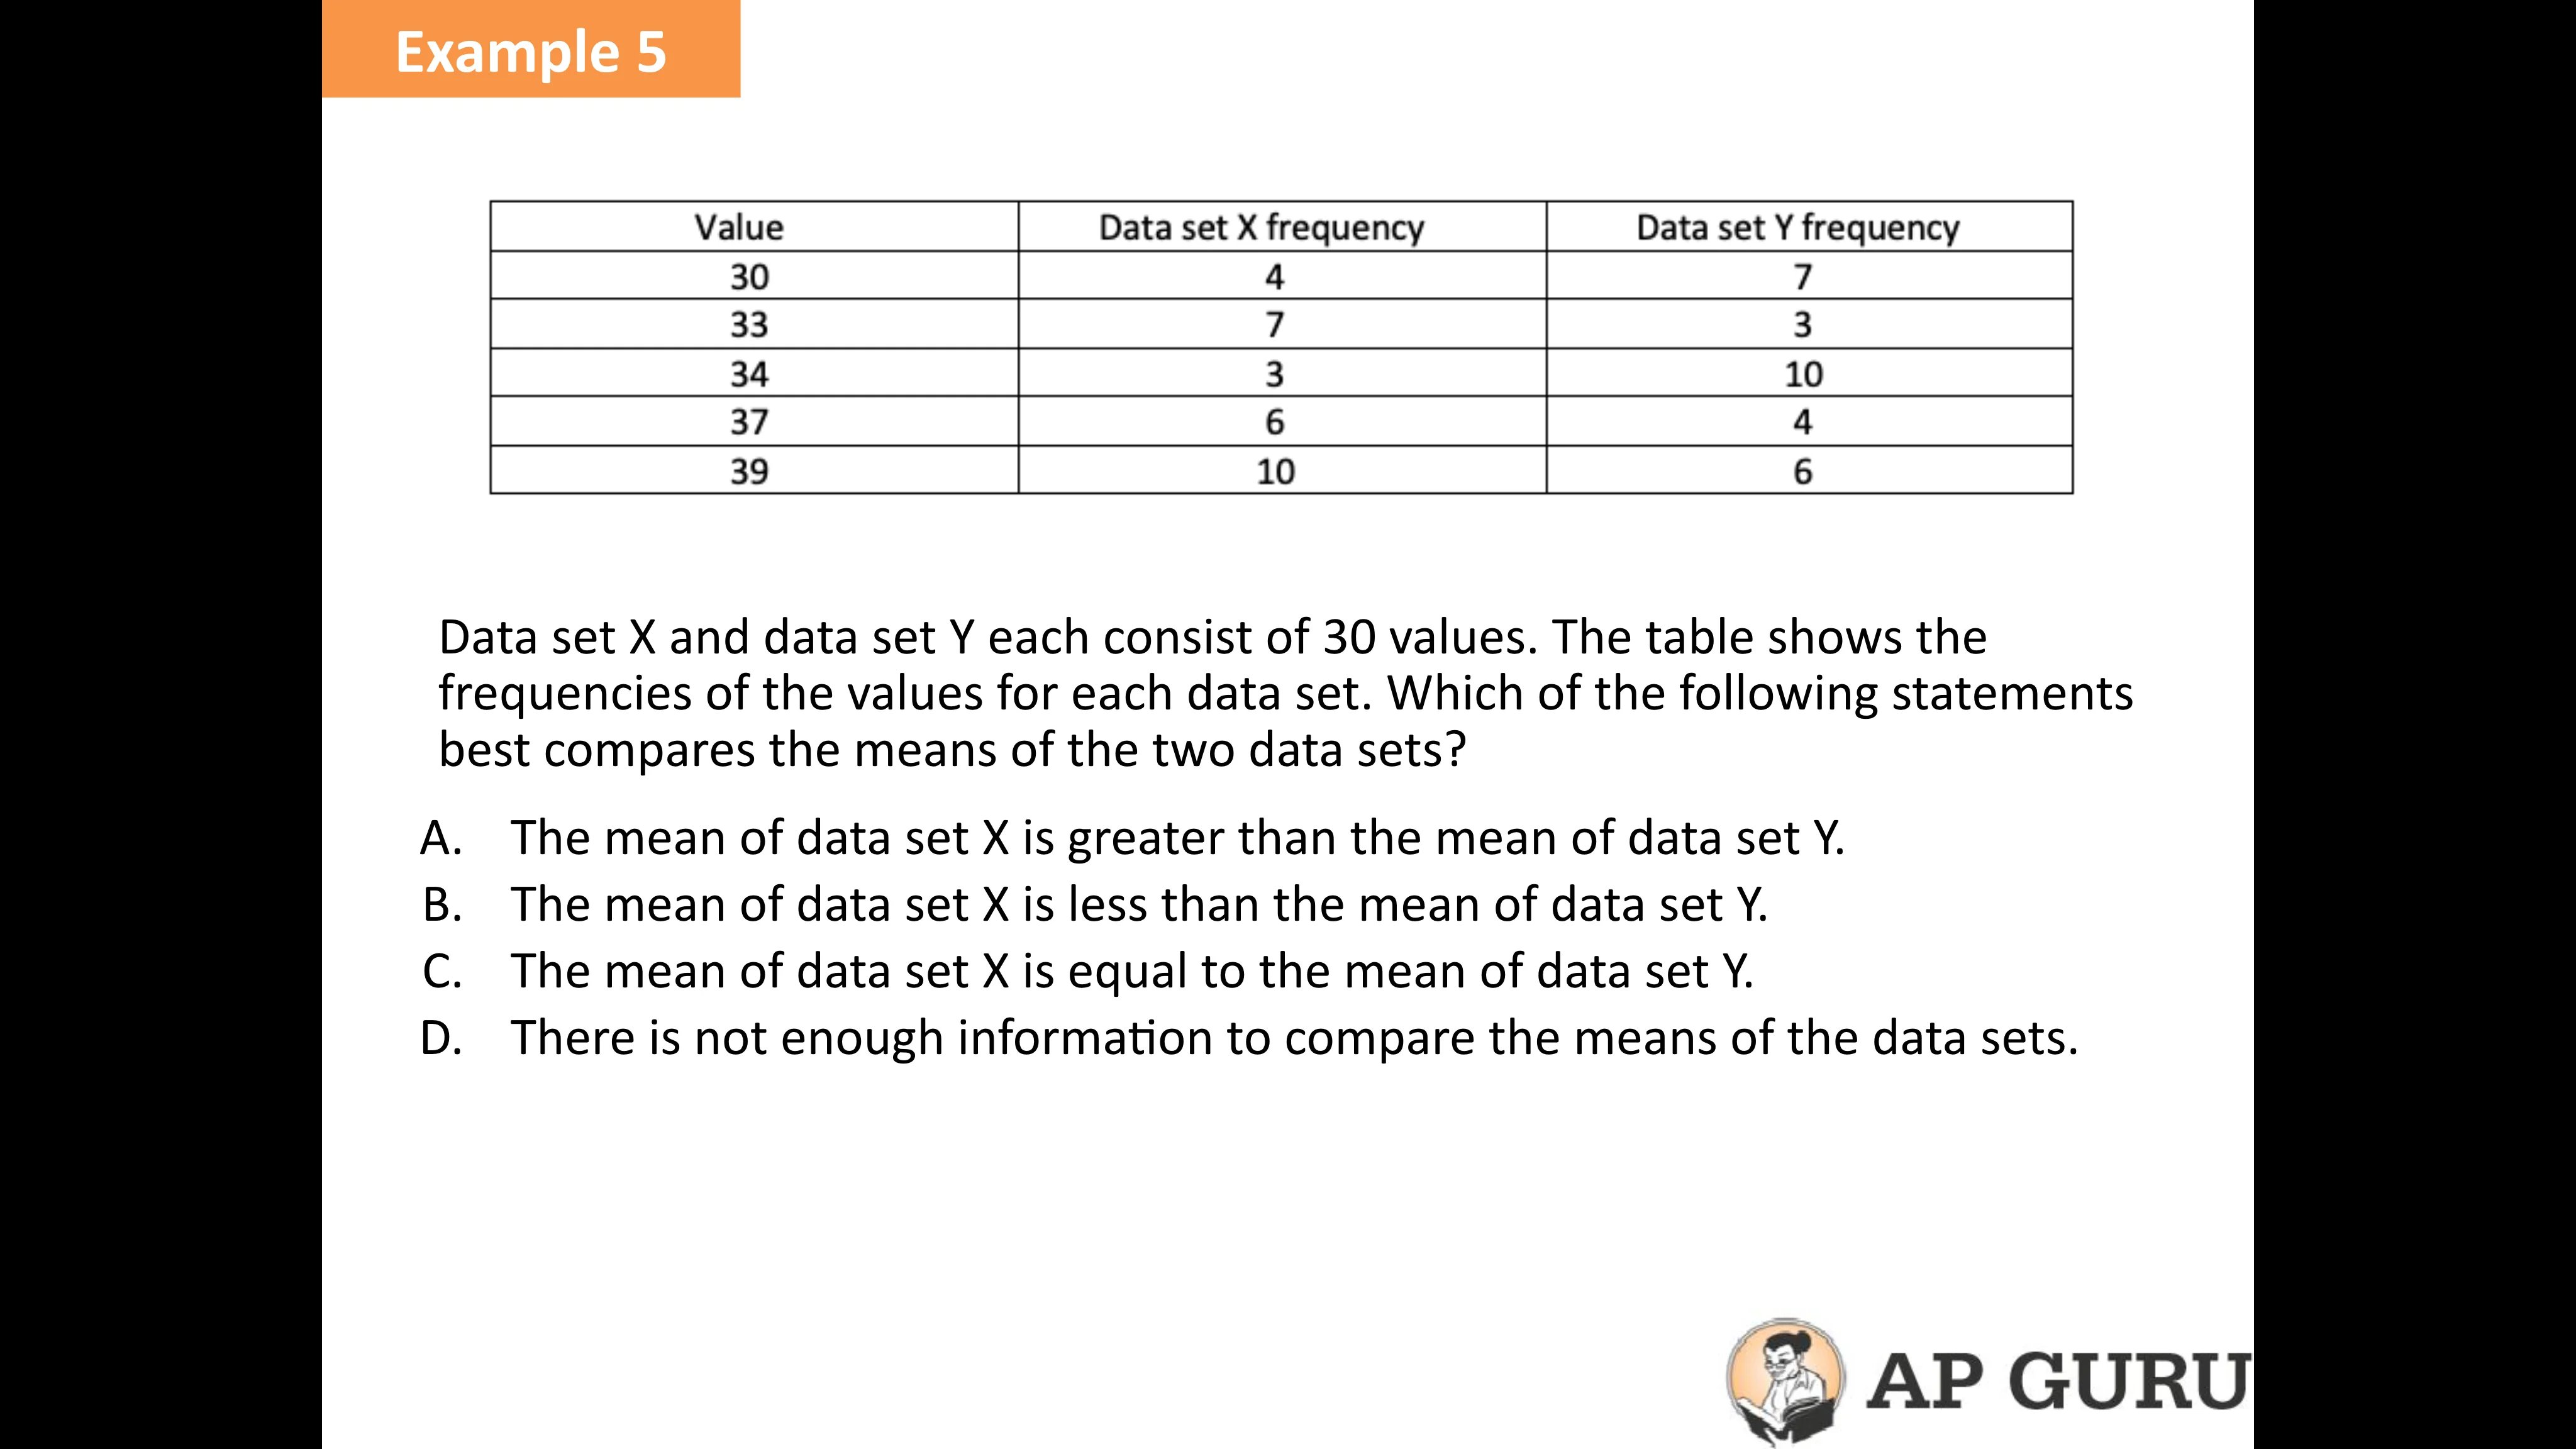 Example 5
Value Data set X frequency Data set Y frequency
30 4 7
33 7 3
34 3 10
37 6 4
39 10 6
Data set X and data set Y each consist of 30 values. The table shows the
frequencies of the values for each data set. Which of the following statements
best compares the means of the two data sets?
A. The mean of data set X is greater than the mean of data set Y.
B. The mean of data set X is less than the mean of data set Y.
C. The mean of data set X is equal to the mean of data set Y.
D. There is not enough information to compare the means of the data sets.
AP GURU